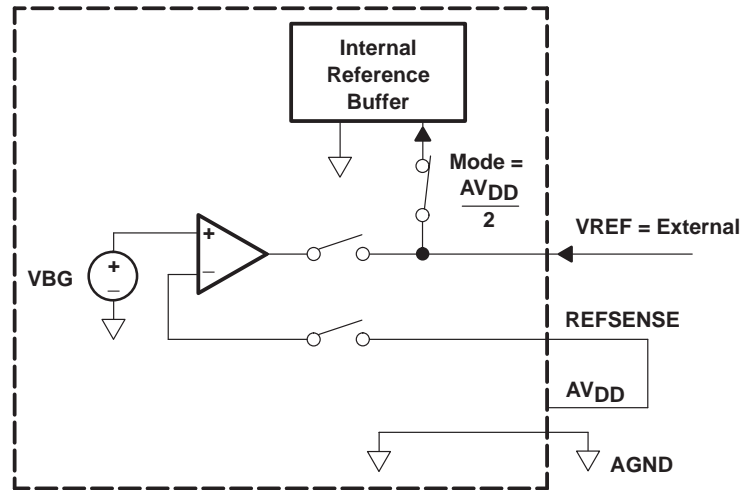 Internal
Reference
Buffer
Mode =
AVDD
2
VREF = External
+
−
+
−
VBG
REFSENSE
AVDD
AGND